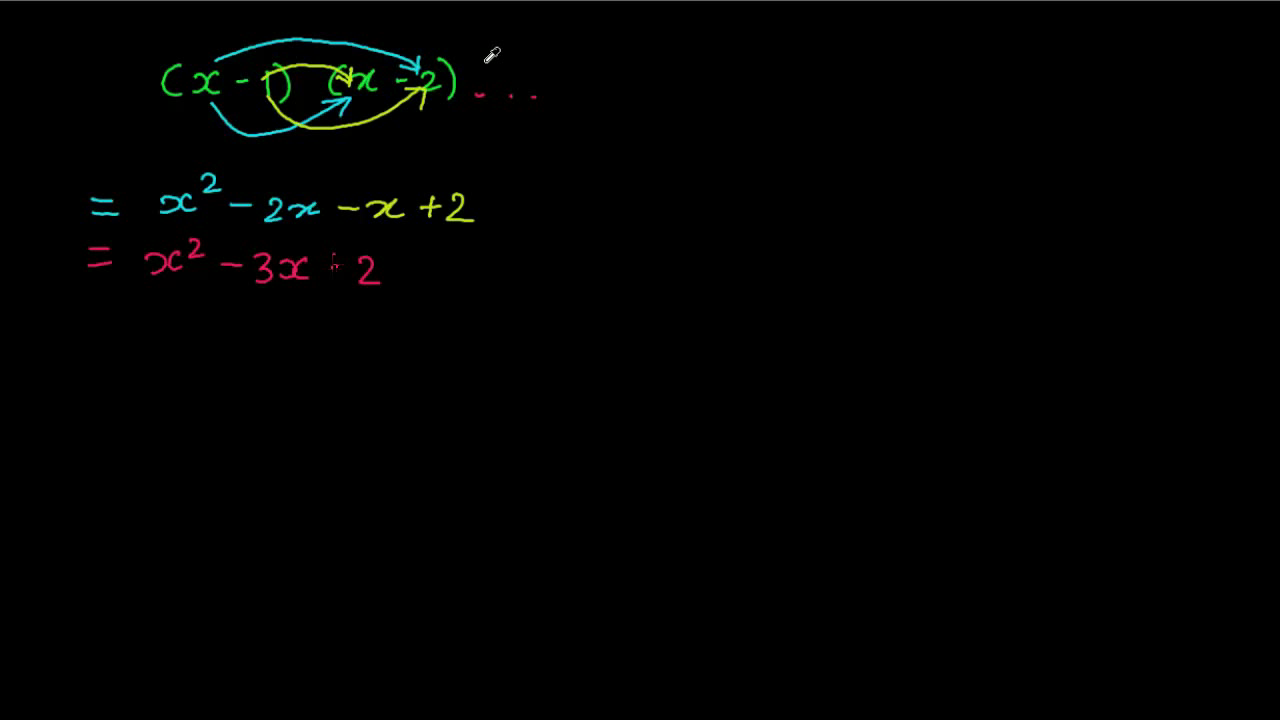 (x - 1) (x - 2) . . .
= x² - 2x - x + 2
= x² - 3x + 2